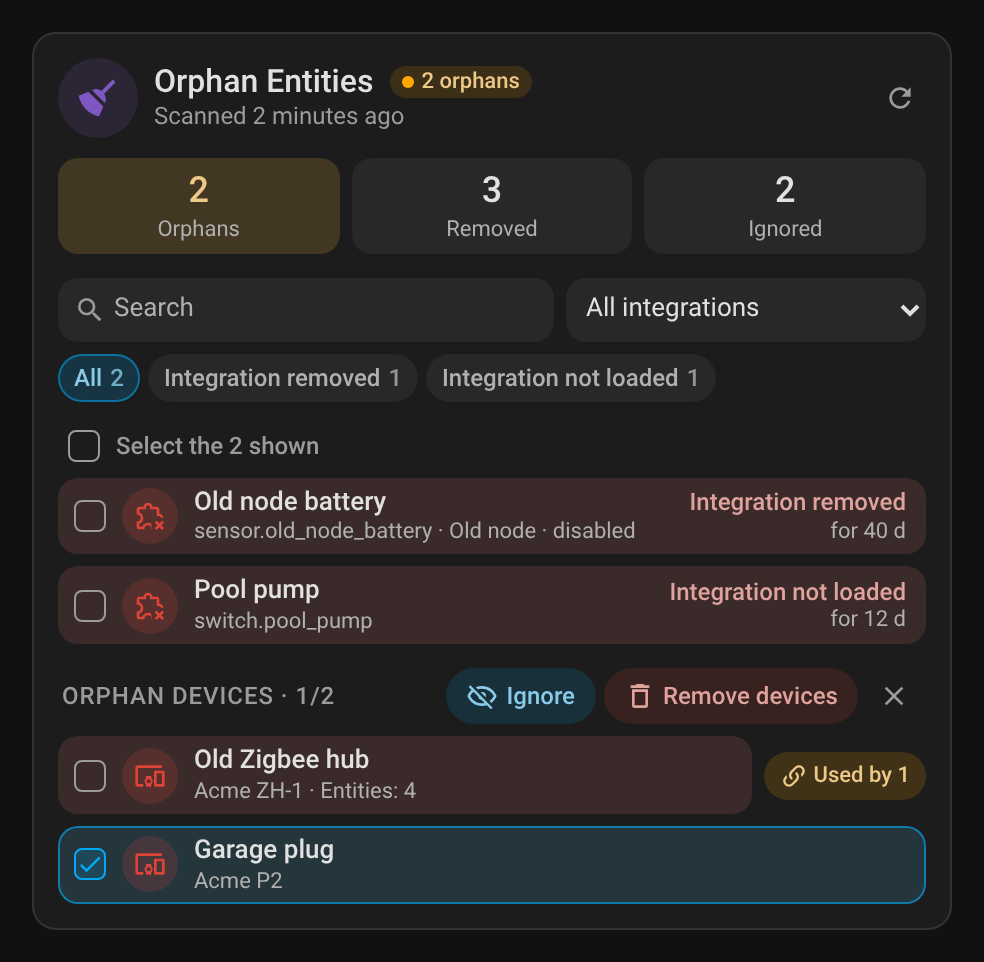 Orphan Entities
2 orphans
Scanned 2 minutes ago
2
Orphans
3
Removed
2
Ignored
Search
All integrations
All 2
Integration removed 1
Integration not loaded 1
Select the 2 shown
Old node battery
Integration removed
sensor.old_node_battery · Old node · disabled
for 40 d
Pool pump
Integration not loaded
switch.pool_pump
for 12 d
ORPHAN DEVICES · 1/2
Ignore
Remove devices
Old Zigbee hub
Acme ZH-1 · Entities: 4
Used by 1
Garage plug
Acme P2